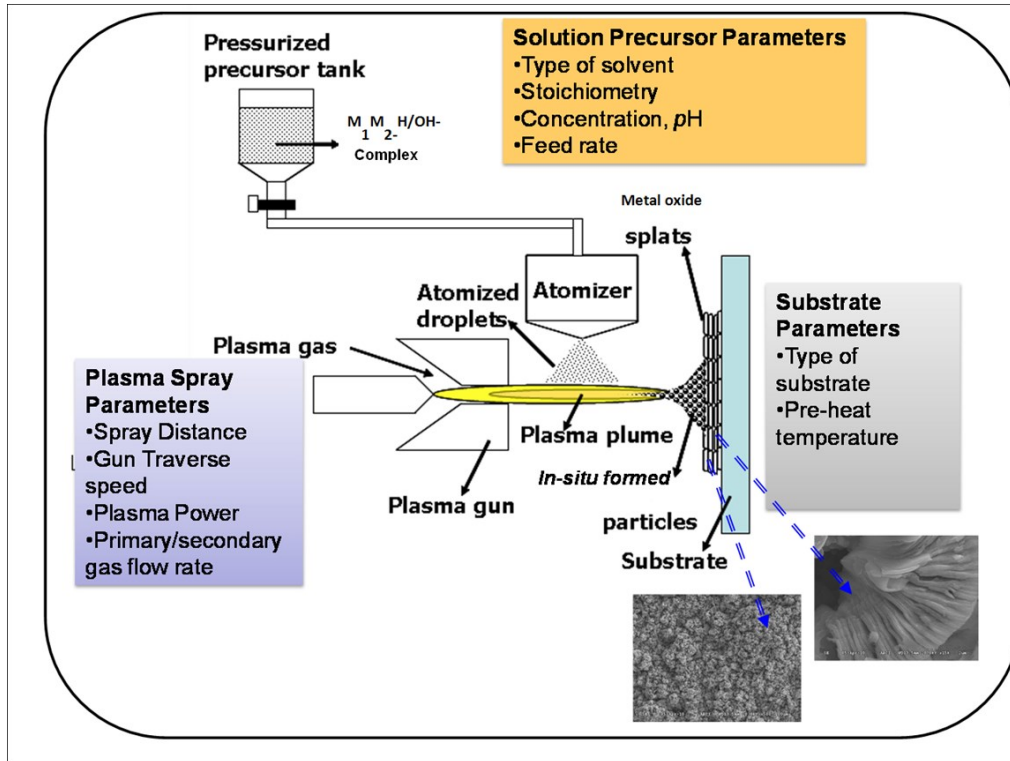 Pressurized
precursor tank
M1M2-H/OH-
Complex
Solution Precursor Parameters
•Type of solvent
•Stoichiometry
•Concentration, pH
•Feed rate
Metal oxide
splats
Atomizer
Atomized
droplets
Plasma gas
Plasma Spray
Parameters
•Spray Distance
•Gun Traverse
speed
•Plasma Power
•Primary/secondary
gas flow rate
Plasma plume
In-situ formed
Plasma gun
particles
Substrate
Substrate
Parameters
•Type of
substrate
•Pre-heat
temperature